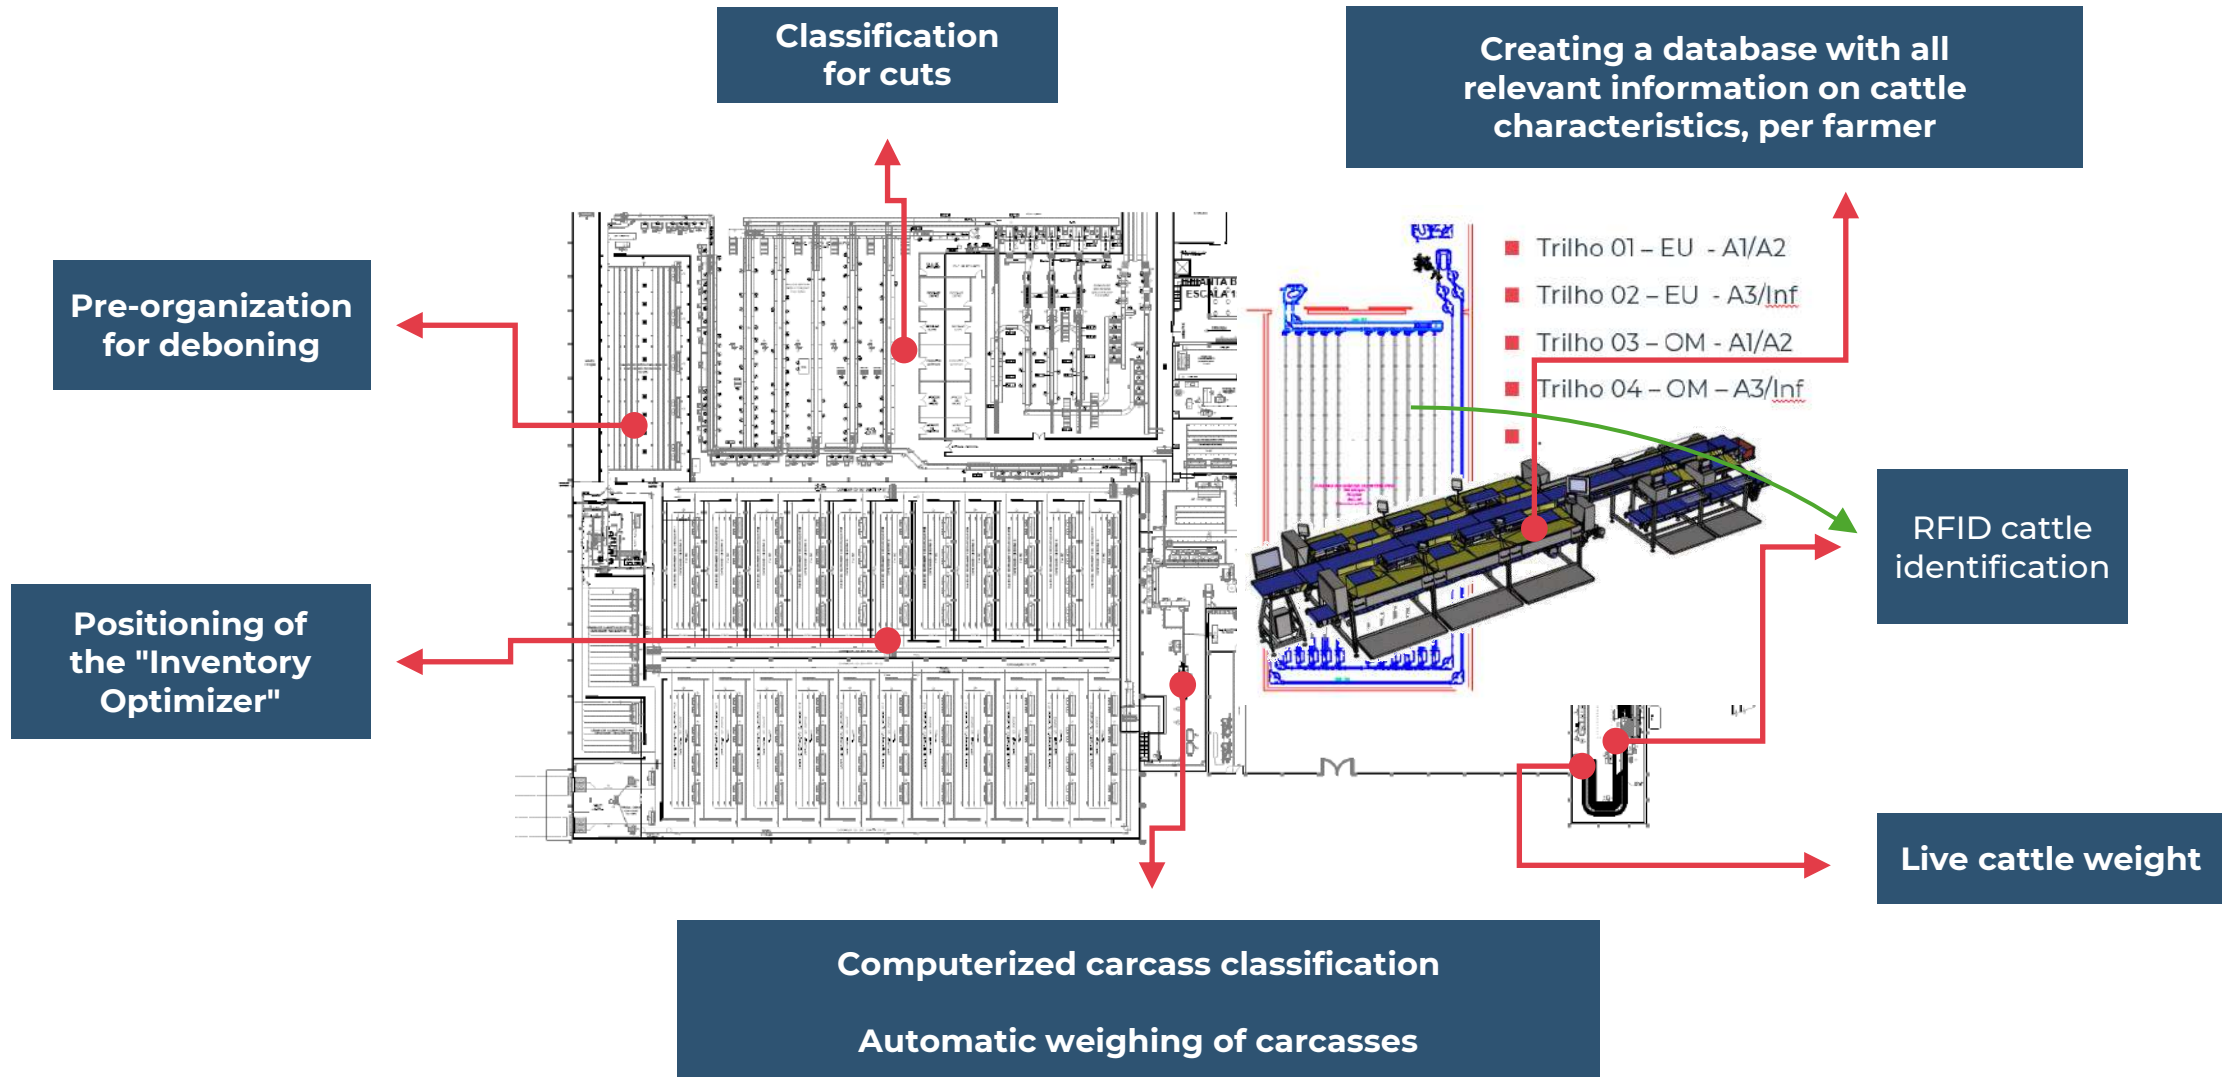 Classification
for cuts
Creating a database with all
relevant information on cattle
characteristics, per farmer
Pre-organization
for deboning
Trilho 01 – EU - A1/A2
Trilho 02 – EU - A3/Inf
Trilho 03 – OM - A1/A2
Trilho 04 – OM – A3/Inf
ESCALA 1
RFID cattle
identification
Positioning of
the "Inventory
Optimizer"
Live cattle weight
Computerized carcass classification
Automatic weighing of carcasses